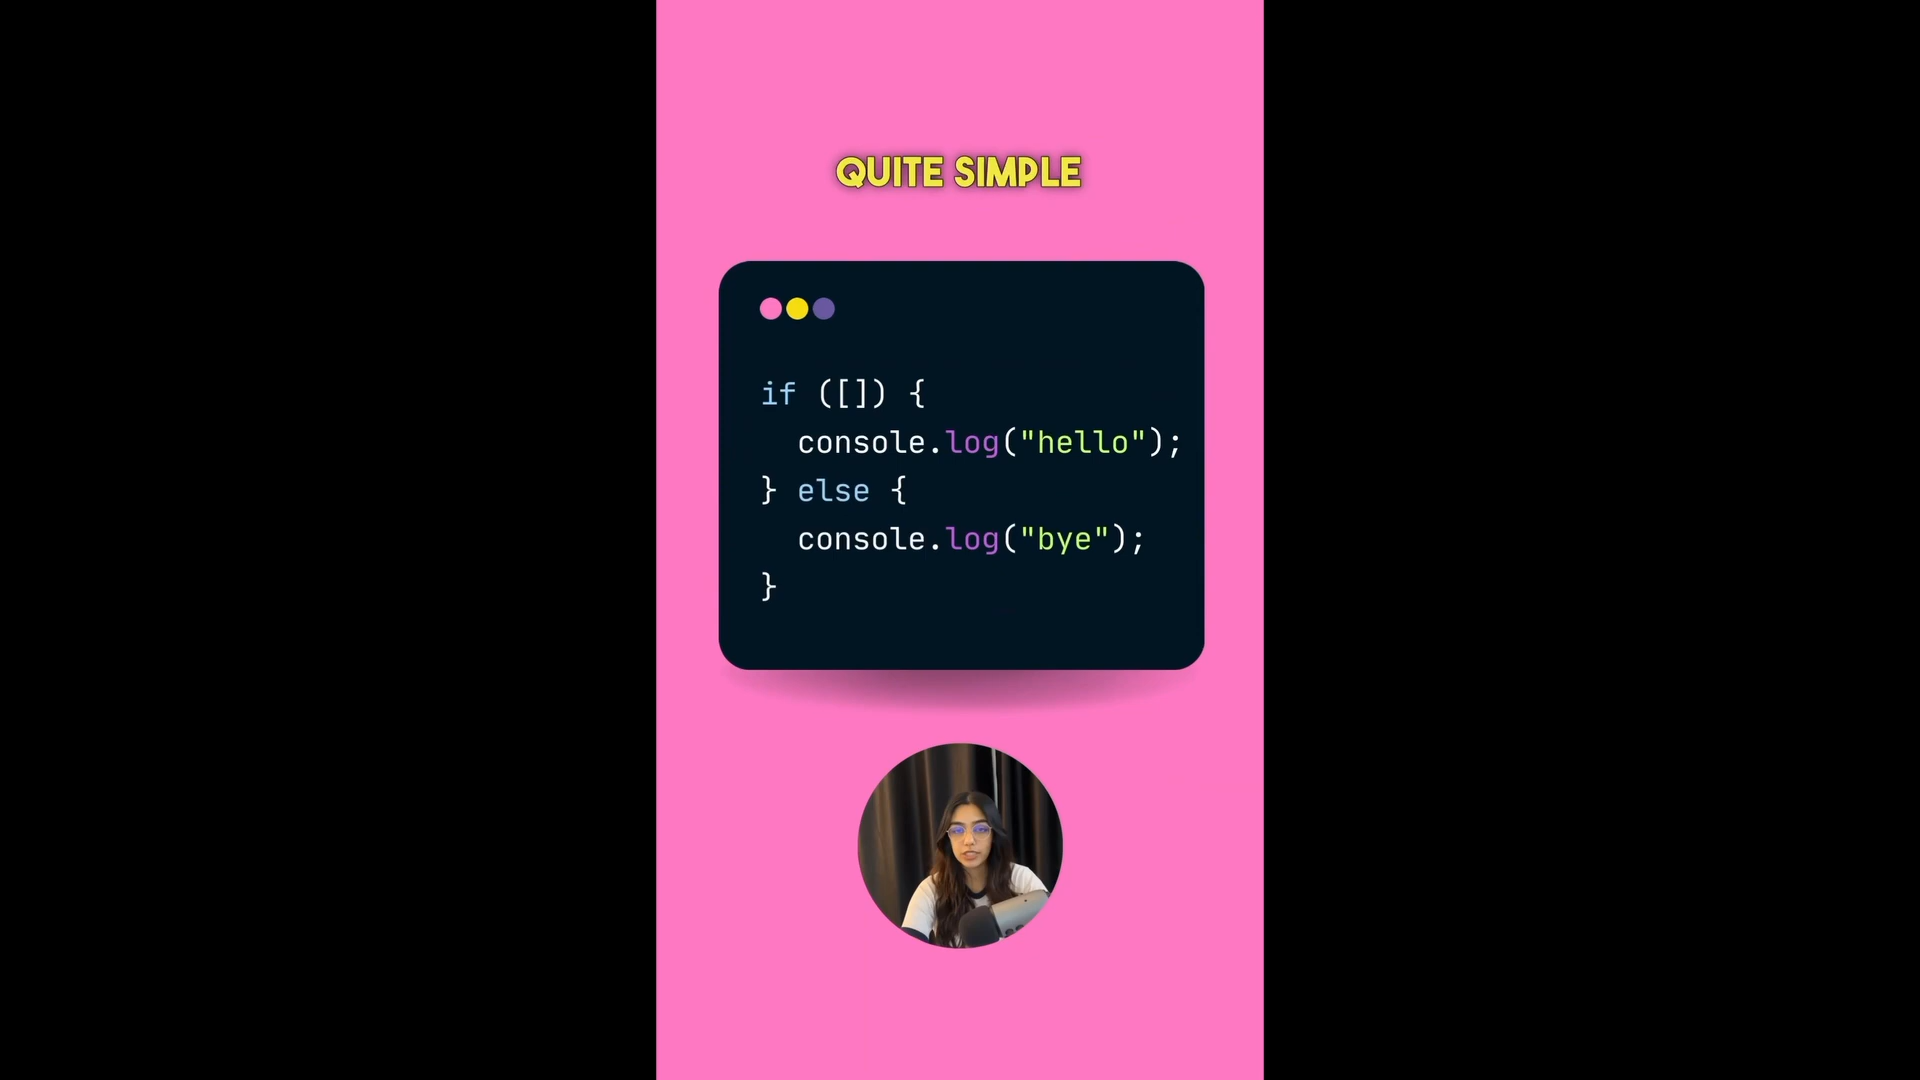 QUITE SIMPLE
if ([]) {
  console.log("hello");
} else {
  console.log("bye");
}